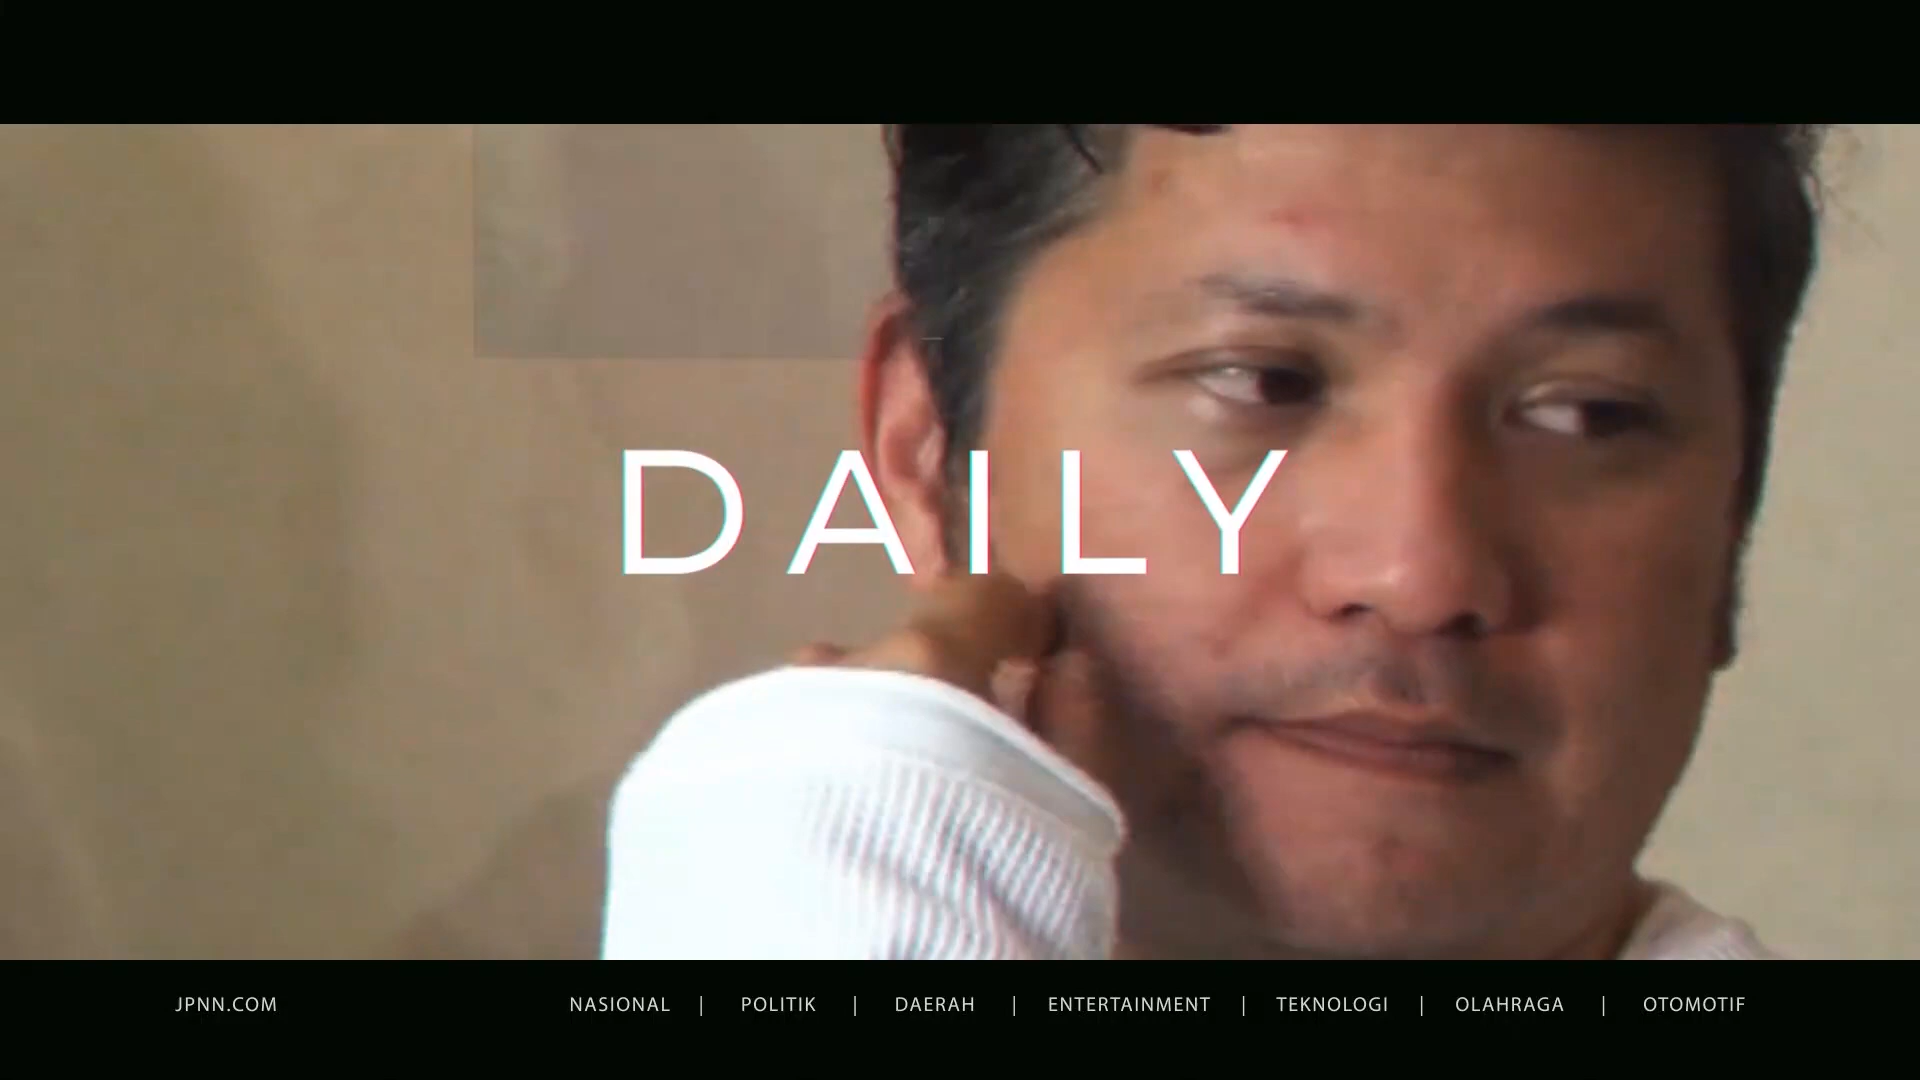 DAILY
JPNN.COM NASIONAL | POLITIK | DAERAH | ENTERTAINMENT | TEKNOLOGI | OLAHRAGA | OTOMOTIF